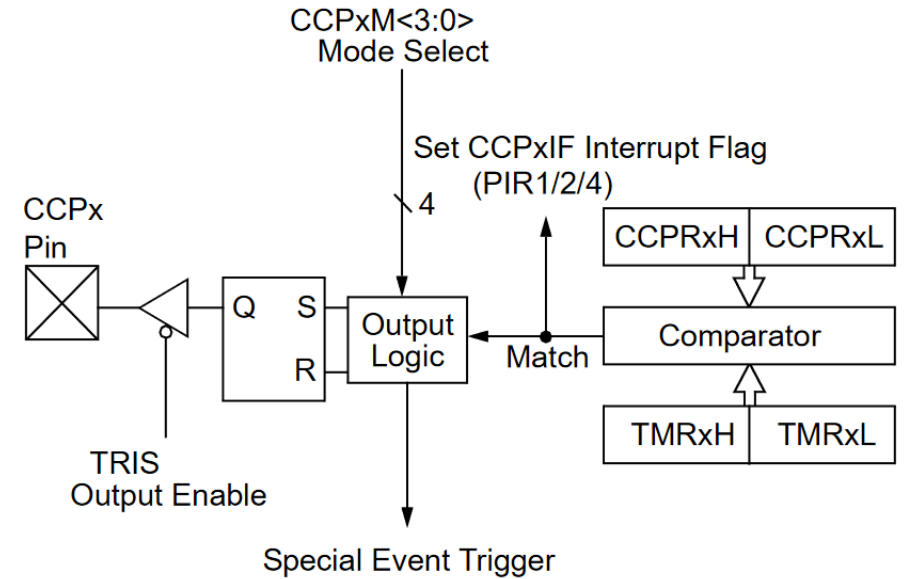 CCPxM<3:0>
Mode Select
Set CCPxIF Interrupt Flag
(PIR1/2/4)
4
CCPx
Pin
CCPRxH CCPRxL
Q S
R
Output
Logic
Match
Comparator
TMRxH TMRxL
TRIS
Output Enable
Special Event Trigger